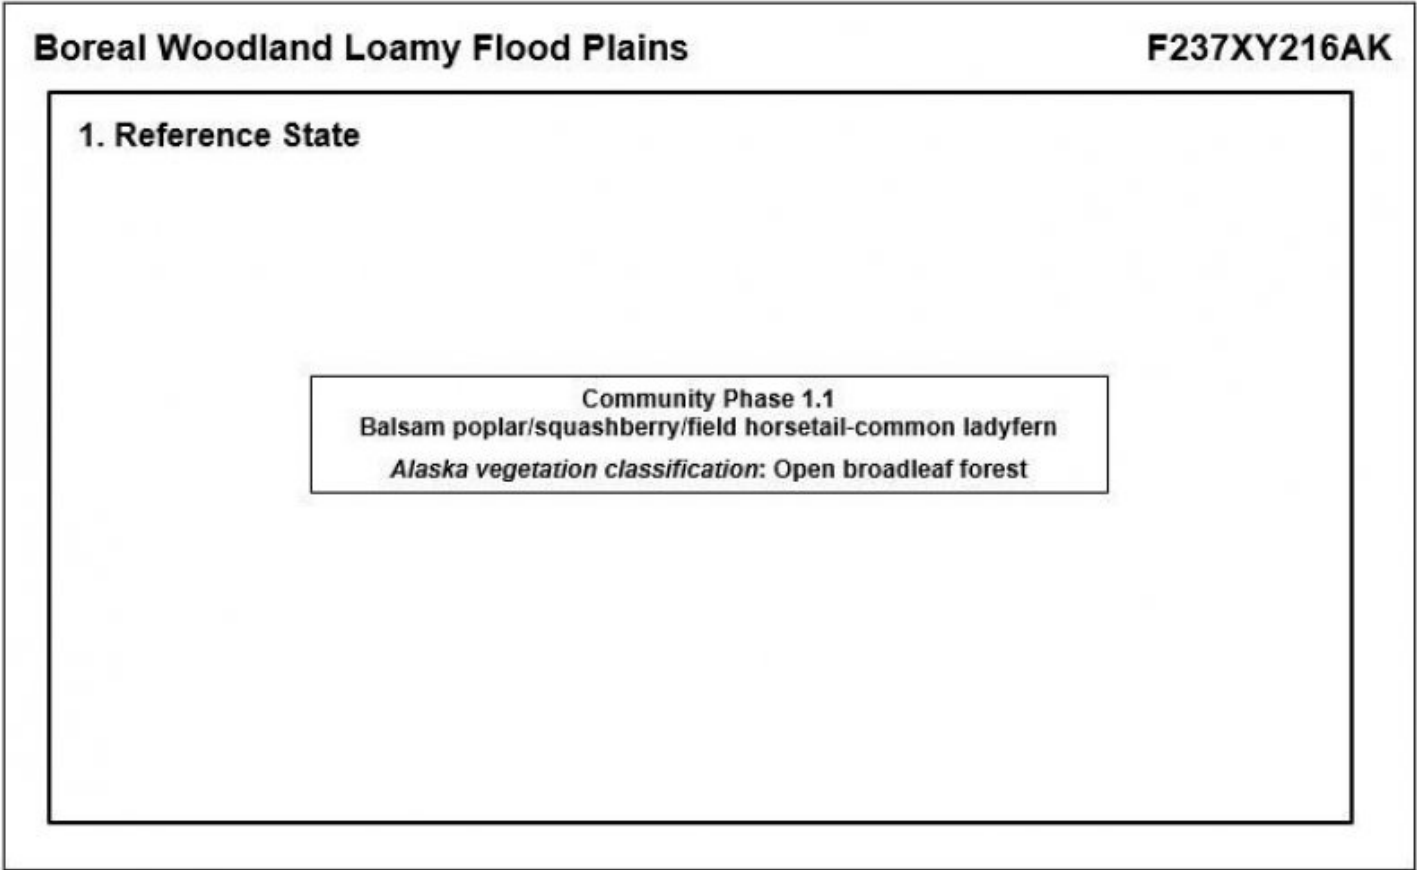 Boreal Woodland Loamy Flood Plains F237XY216AK
1. Reference State
Community Phase 1.1
Balsam poplar/squashberry/field horsetail-common ladyfern
Alaska vegetation classification: Open broadleaf forest